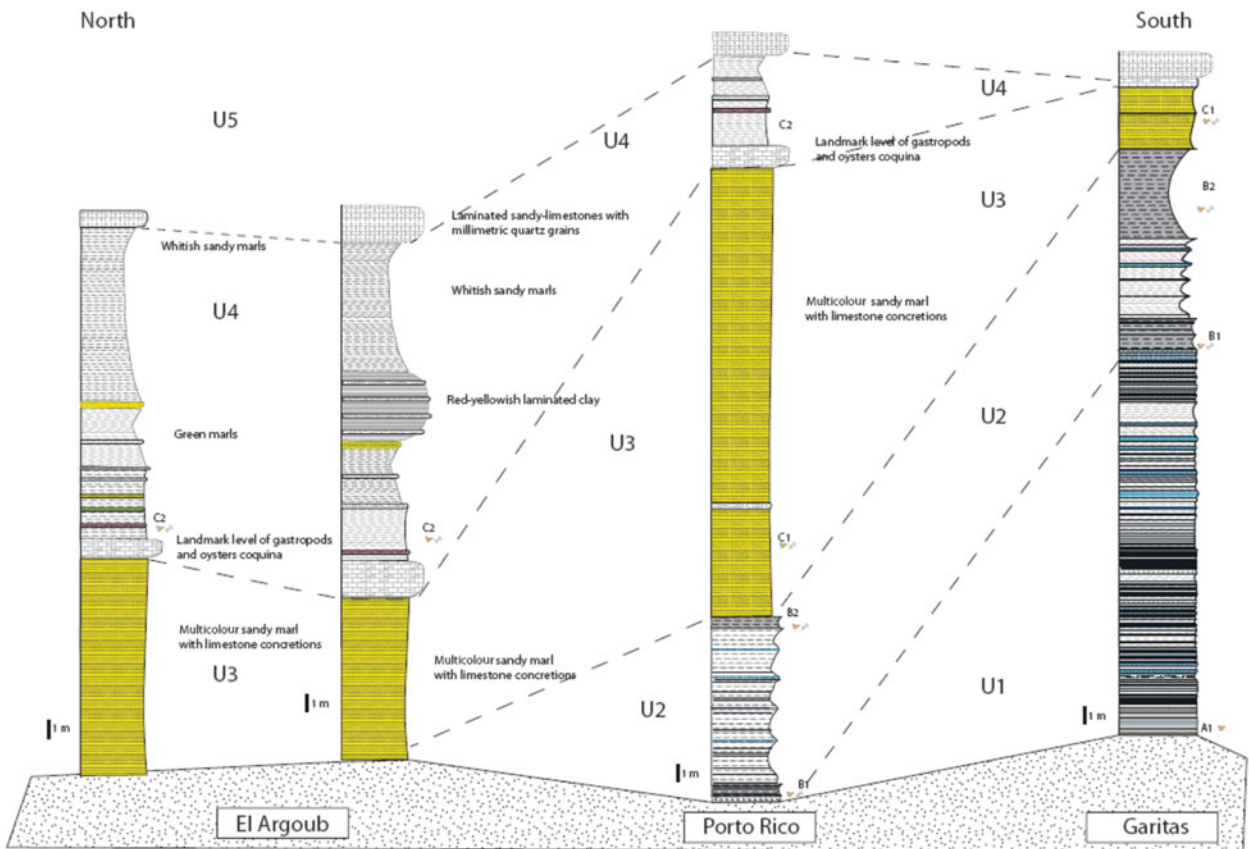 North
South
U5
U4
U4
C2
C1
Landmark level of gastropods
and oysters coquina
U3
B2
Whitish sandy marls
Laminated sandy-limestones with
millimetric quartz grains
U4
Whitish sandy marls
Multicolour sandy marl
with limestone concretions
B1
Green marls
Red-yellowish laminated clay
U3
U2
C2
C2
Landmark level of gastropods
and oysters coquina
C1
Multicolour sandy marl
with limestone concretions
U3
Multicolour sandy marl
with limestone concretions
B2
U2
U1
1 m
1 m
1 m
1 m
B1
A1
El Argoub
Porto Rico
Garitas